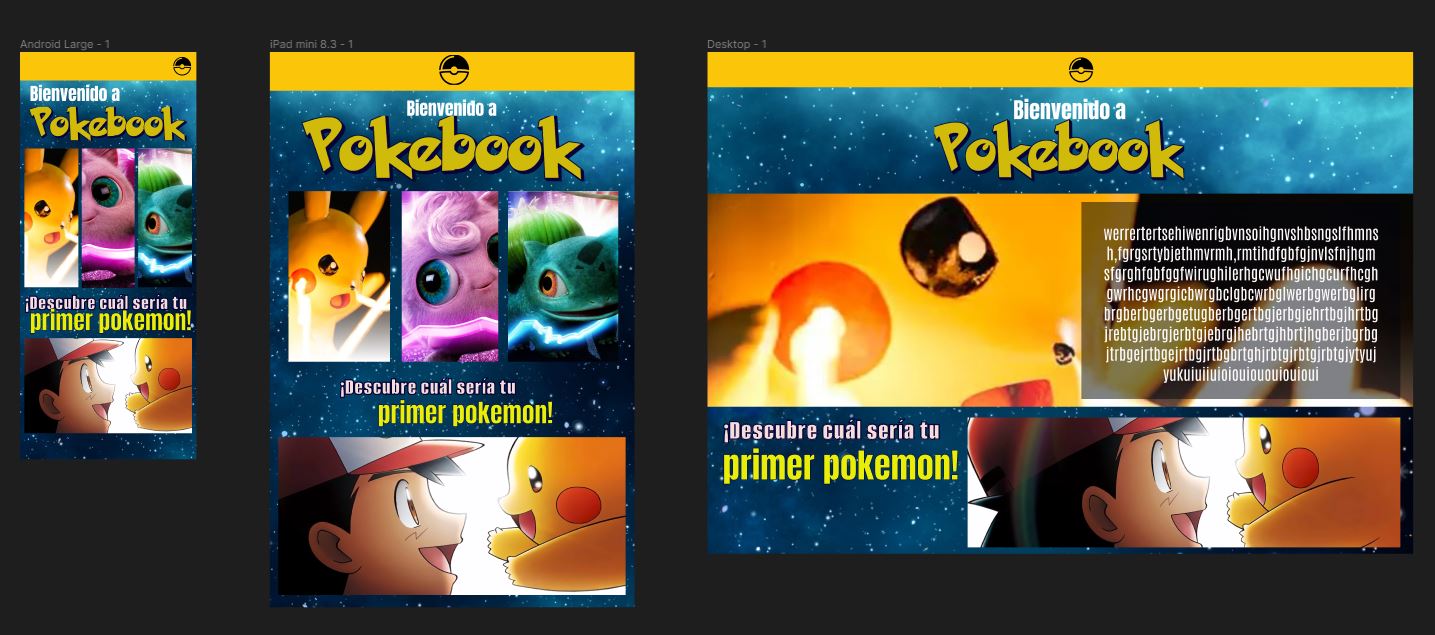 Android Large - 1
Bienvenido a
Pokebook
¡Descubre cuál sería tu
primer pokemon!
iPad mini 8.3 - 1
Bienvenido a
Pokebook
¡Descubre cuál sería tu
primer pokemon!
Desktop - 1
Bienvenido a
Pokebook
werrertertsehiwenrigbvnsoihgnvshbsngslfhmns
h,fgrgsrtybjethmvrmh,rmtihdfgbfgjnvlsfnjhgm
sfgrghfgbfggfwirughilerhgcwufhgichgcurfhcgh
gwrhcgwgrgicbwrgbclgbcwrbglwerbgwerbglirg
brgberbgerbgetugberbgertbgjerbgjehrtbgjhrtbg
jrebtgjebrgjerbtgjebrgjhebrtgjhbrtjhgberjbgrbg
jtrbgejrtbgejrtbgjrtbgbrtghjrbtgjrbtgjrbtgjytyuj
yukuiuiiuioiouiououiouioui
¡Descubre cuál sería tu
primer pokemon!